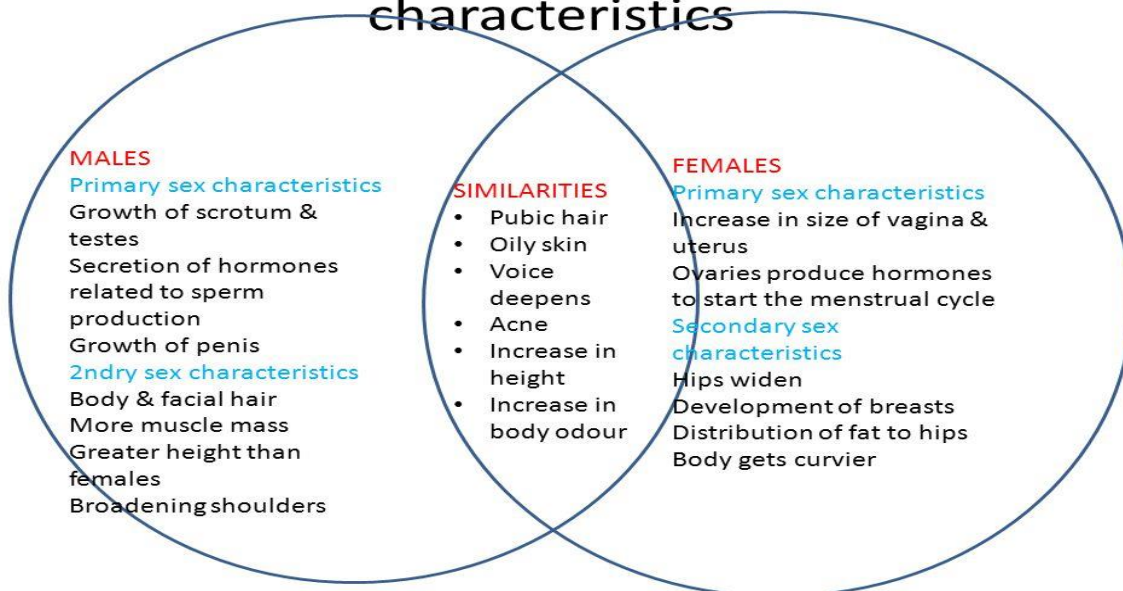 characteristics
MALES
Primary sex characteristics
Growth of scrotum &
testes
Secretion of hormones
related to sperm
production
Growth of penis
2ndry sex characteristics
Body & facial hair
More muscle mass
Greater height than
females
Broadening shoulders
SIMILARITIES
• Pubic hair
• Oily skin
• Voice
deepens
• Acne
• Increase in
height
• Increase in
body odour
FEMALES
Primary sex characteristics
Increase in size of vagina &
uterus
Ovaries produce hormones
to start the menstrual cycle
Secondary sex
characteristics
Hips widen
Development of breasts
Distribution of fat to hips
Body gets curvier